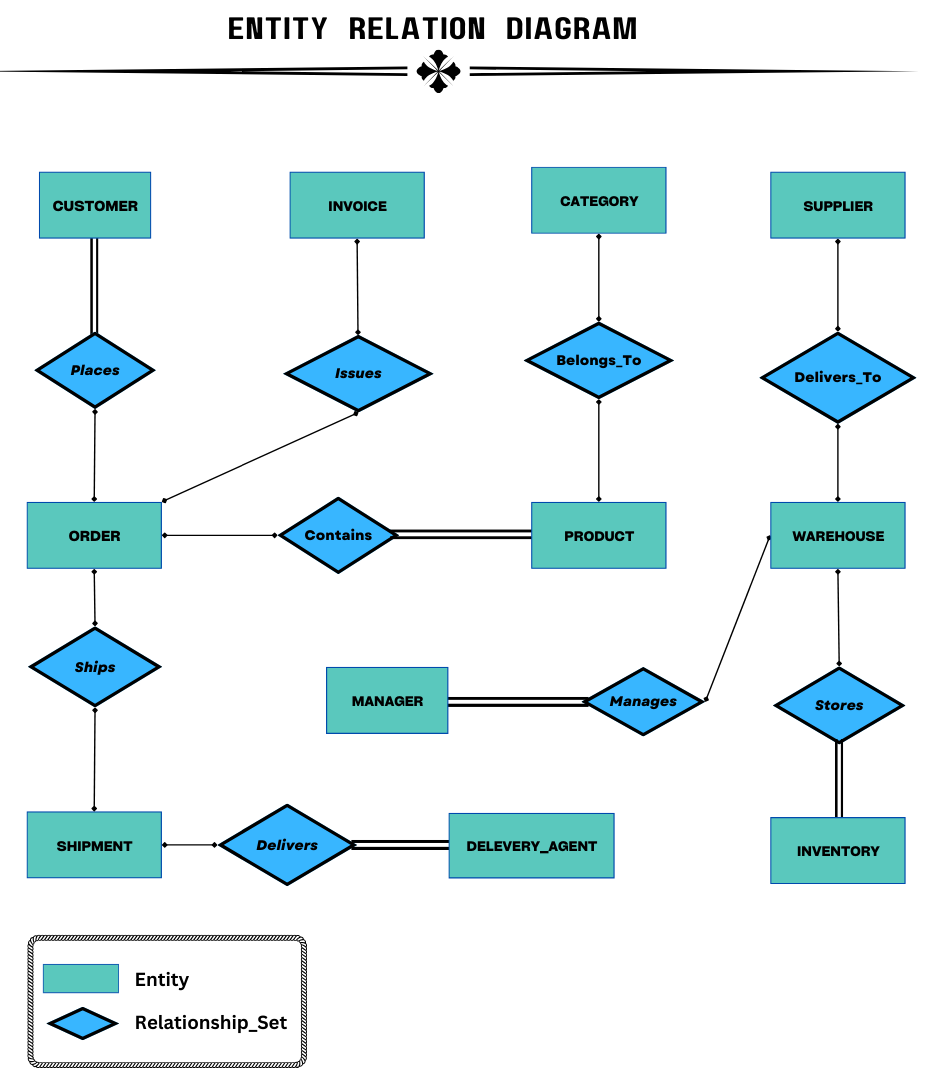 ENTITY RELATION DIAGRAM
CUSTOMER
INVOICE
CATEGORY
SUPPLIER
Places
Issues
Belongs_To
Delivers_To
ORDER
Contains
PRODUCT
WAREHOUSE
Ships
MANAGER
Manages
Stores
SHIPMENT
Delivers
DELEVERY_AGENT
INVENTORY
Entity
Relationship_Set